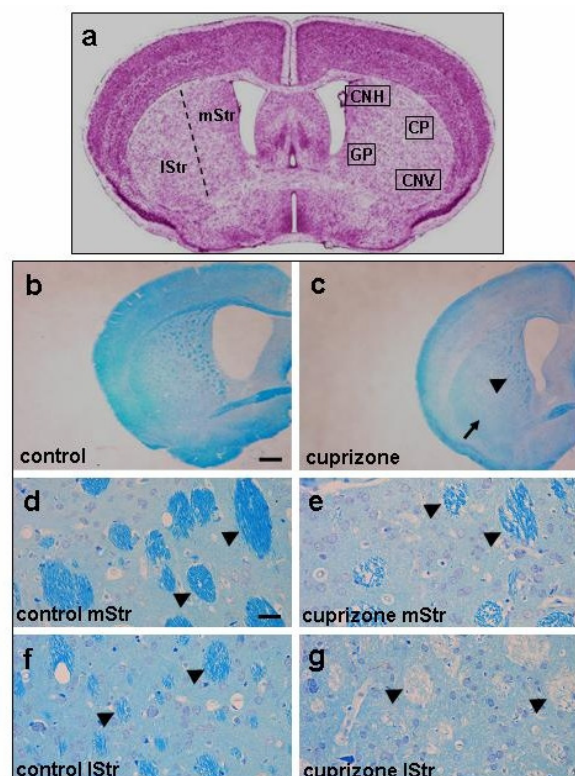 a
mStr
lStr
CNH
CP
GP
CNV
b
control
c
cuprizone
d
control mStr
e
cuprizone mStr
f
control lStr
g
cuprizone lStr